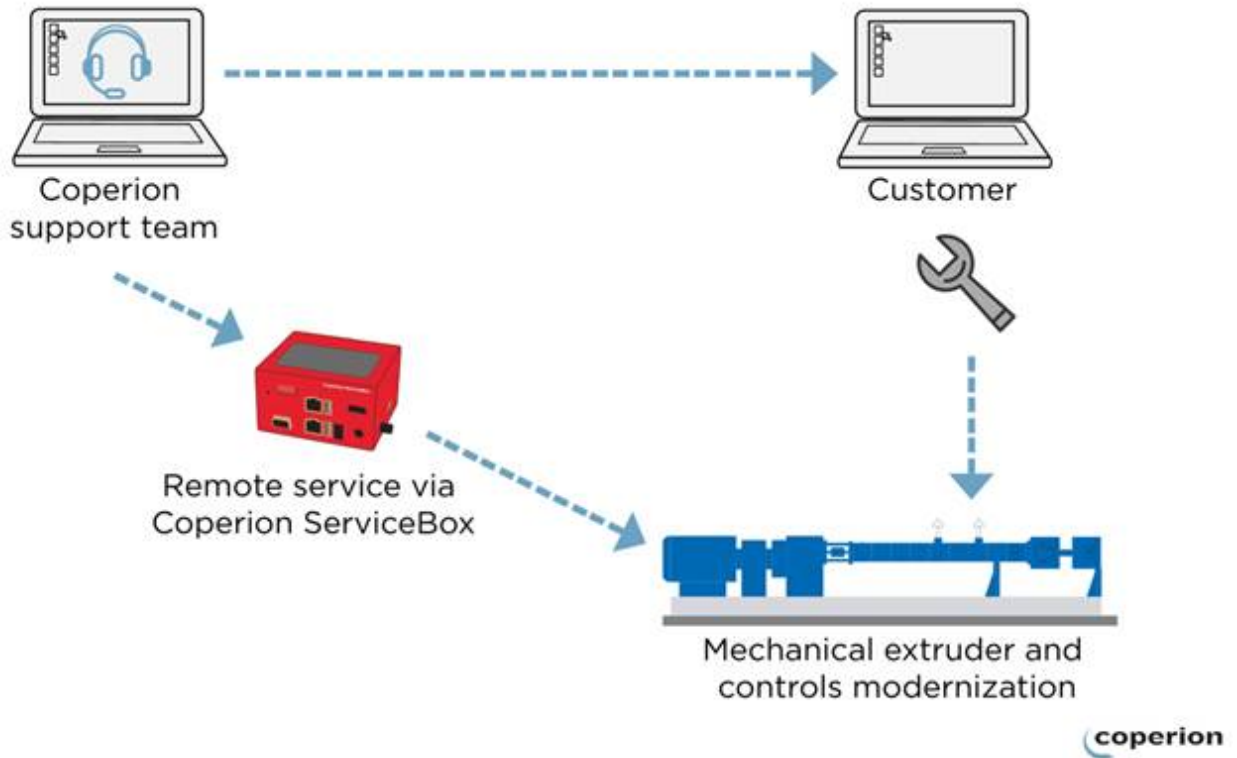 Coperion
support team
Customer
Remote service via
Coperion ServiceBox
Mechanical extruder and
controls modernization
coperion